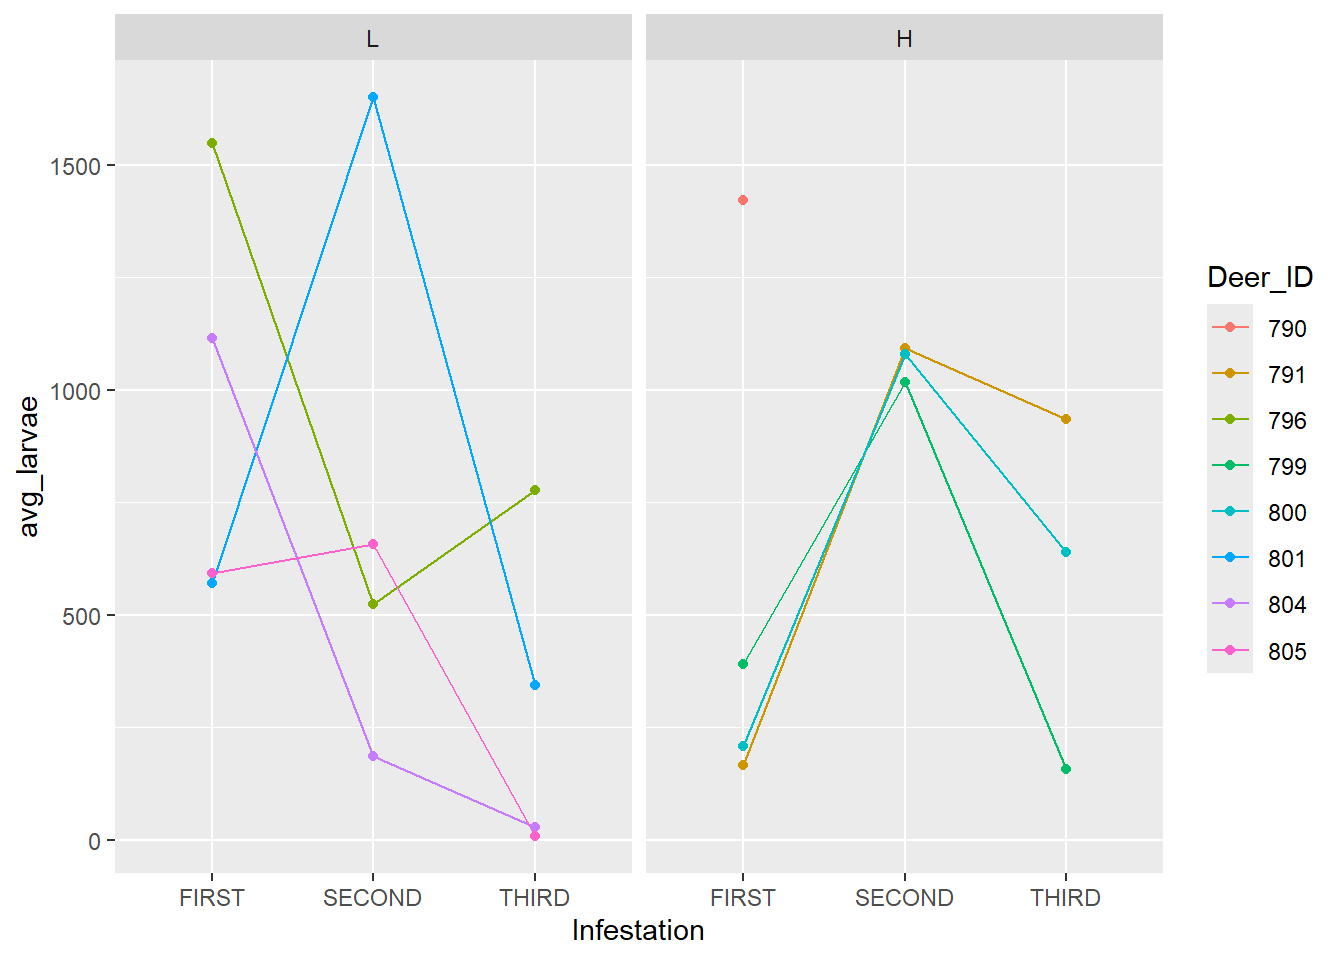 L
H
1500
1000
500
0
avg_larvae
FIRST
SECOND
THIRD
FIRST
SECOND
THIRD
Infestation
Deer_ID
790
791
796
799
800
801
804
805